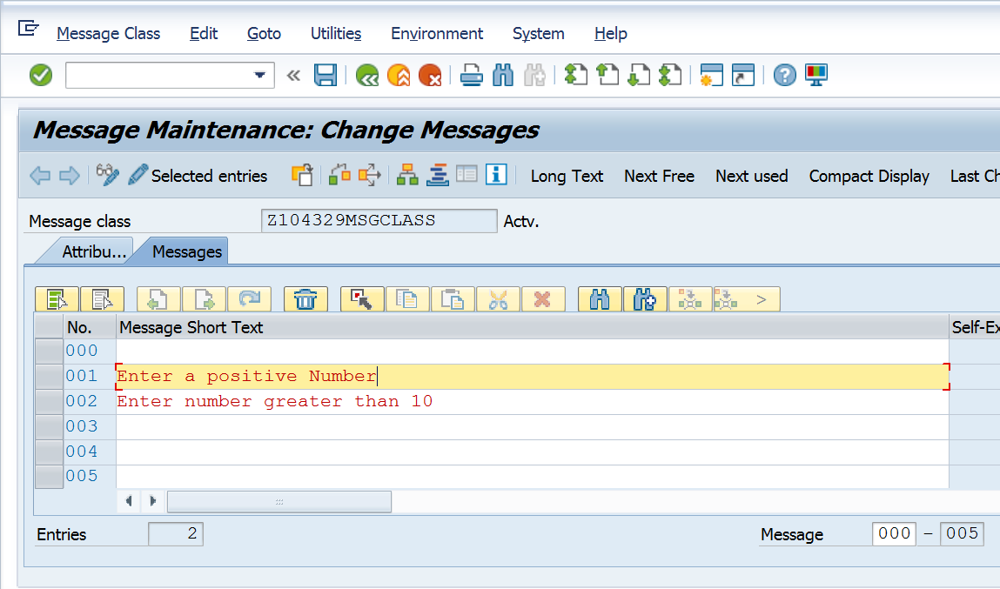 Message Class Edit Goto Utilities Environment System Help
Message Maintenance: Change Messages
Selected entries Long Text Next Free Next used Compact Display Last Ch
Message class Z104329MSGCLASS Actv.
Attribu... Messages
No. Message Short Text Self-Ex
000
001 Enter a positive Number
002 Enter number greater than 10
003
004
005
Entries 2 Message 000 - 005